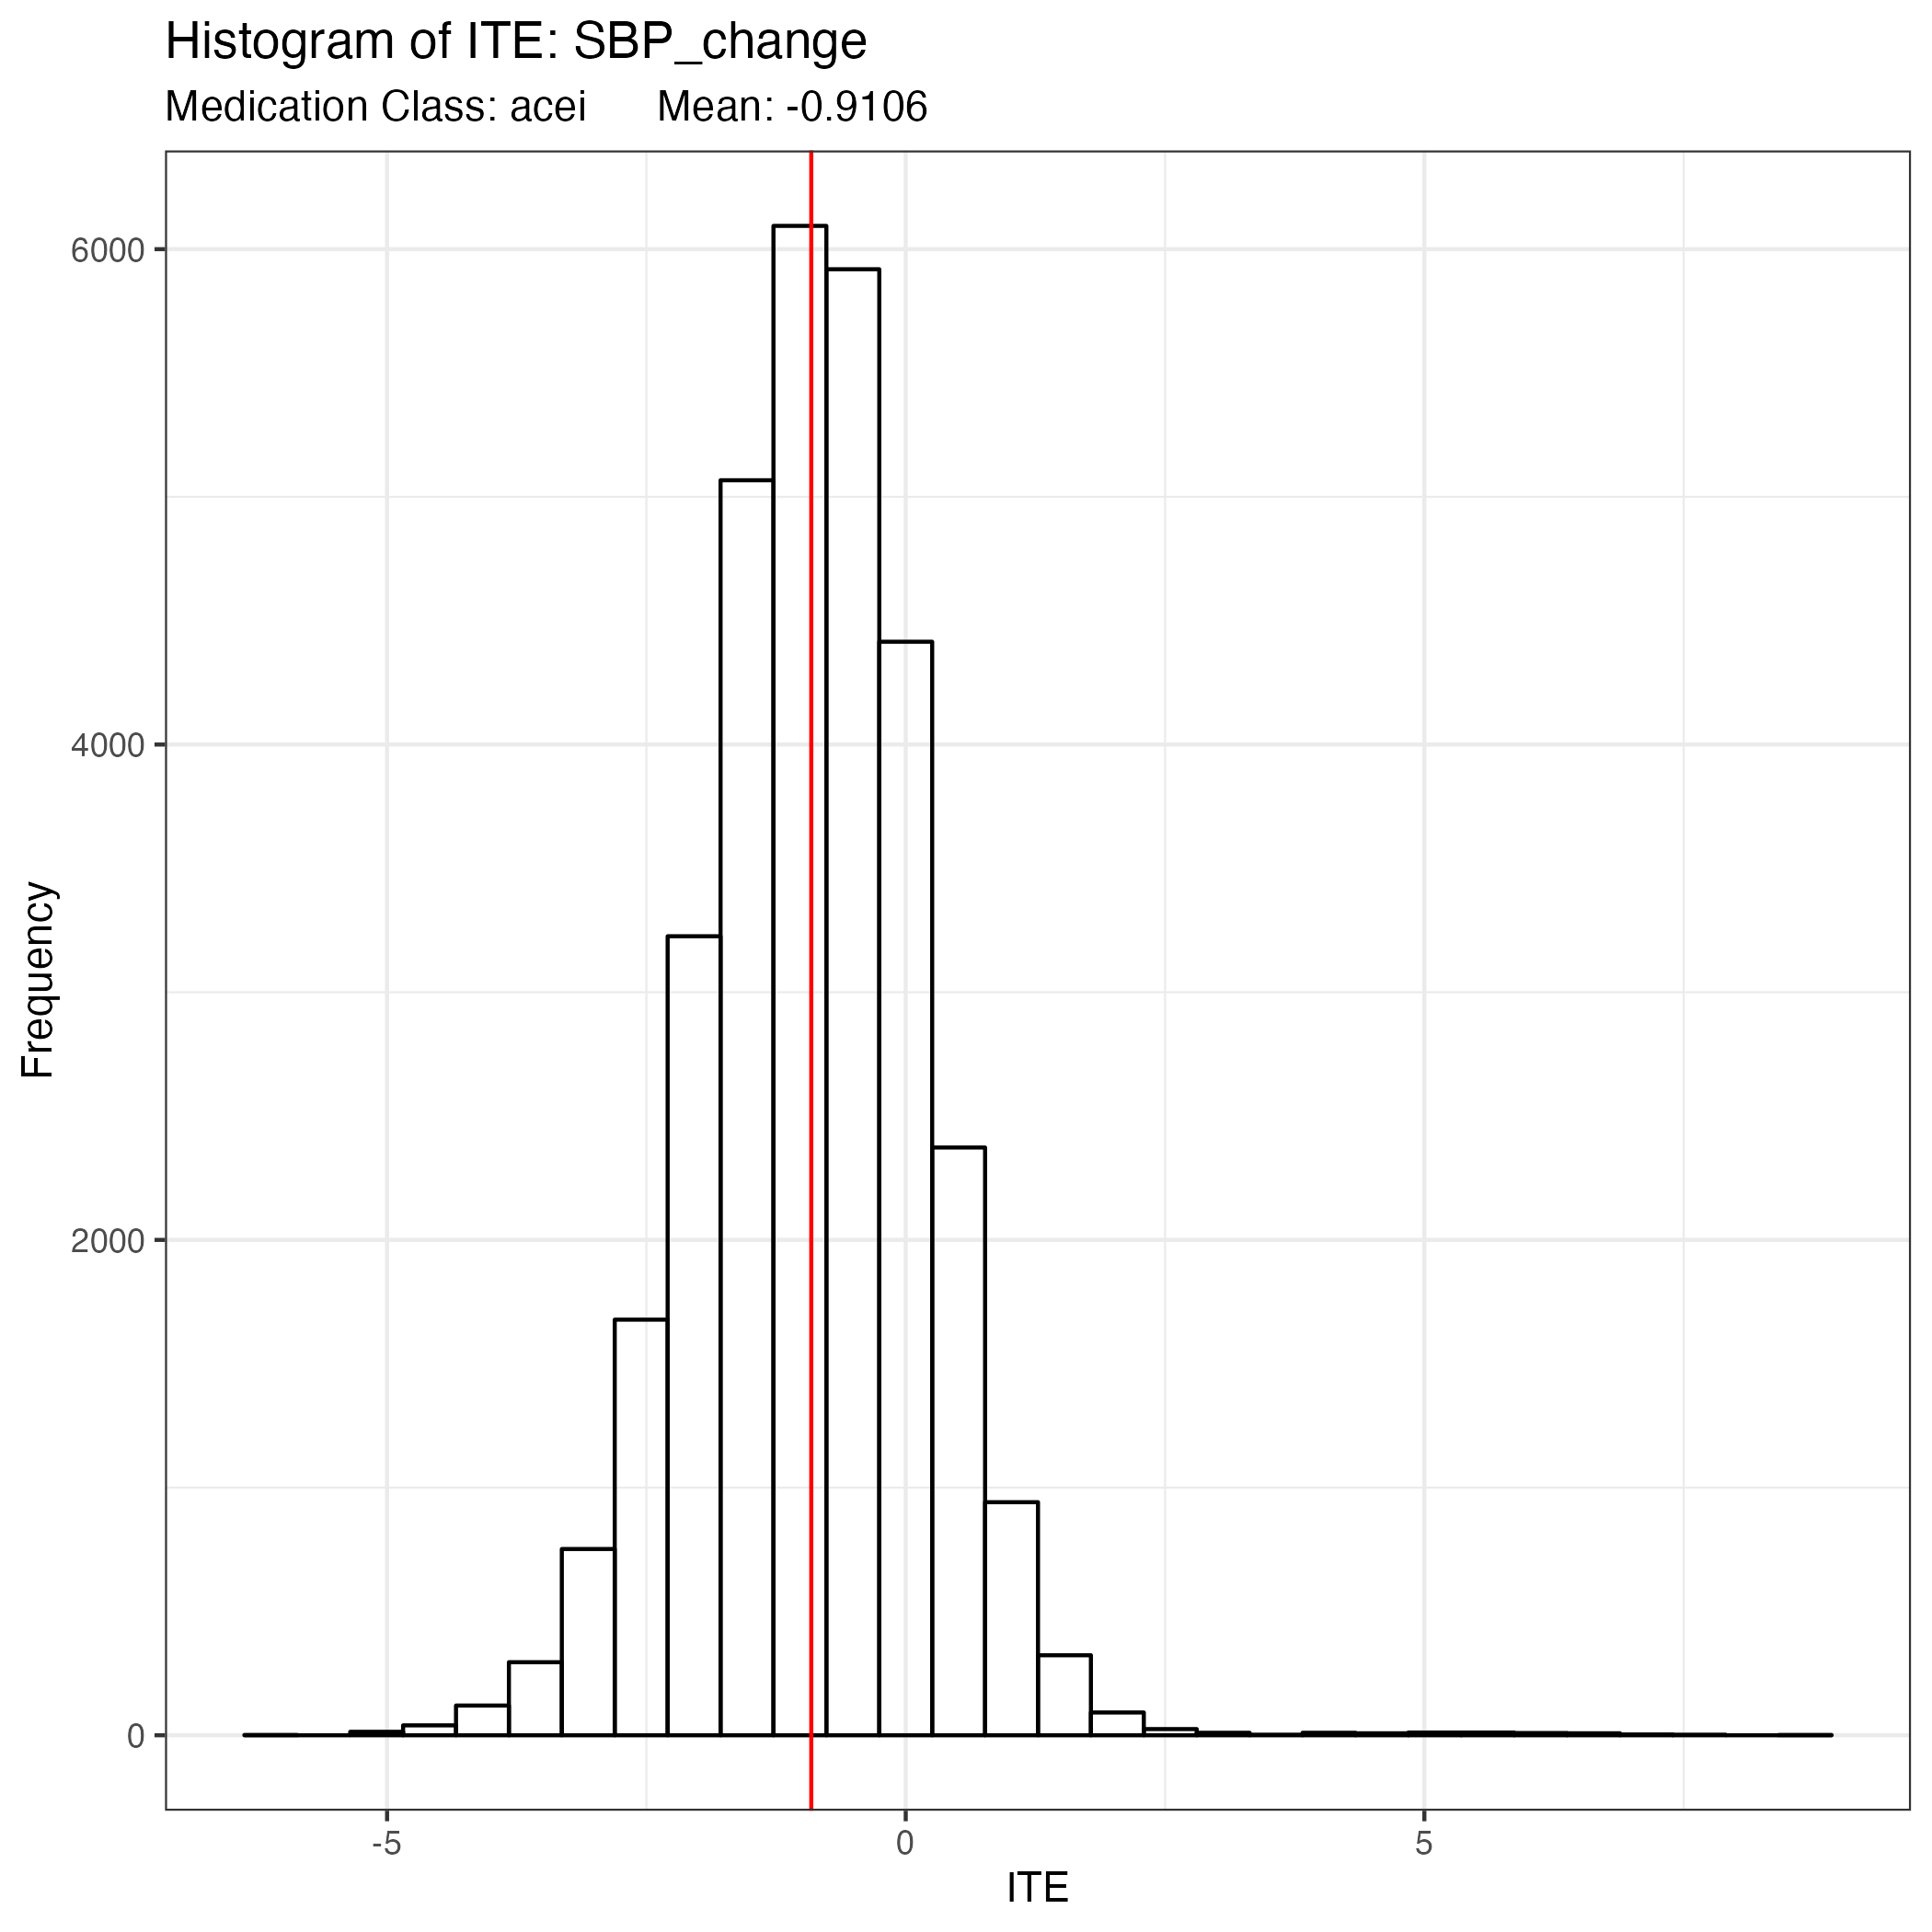 Histogram of ITE: SBP_change
Medication Class: acei Mean: -0.9106
Frequency
6000
4000
2000
0
-5 0 5
ITE